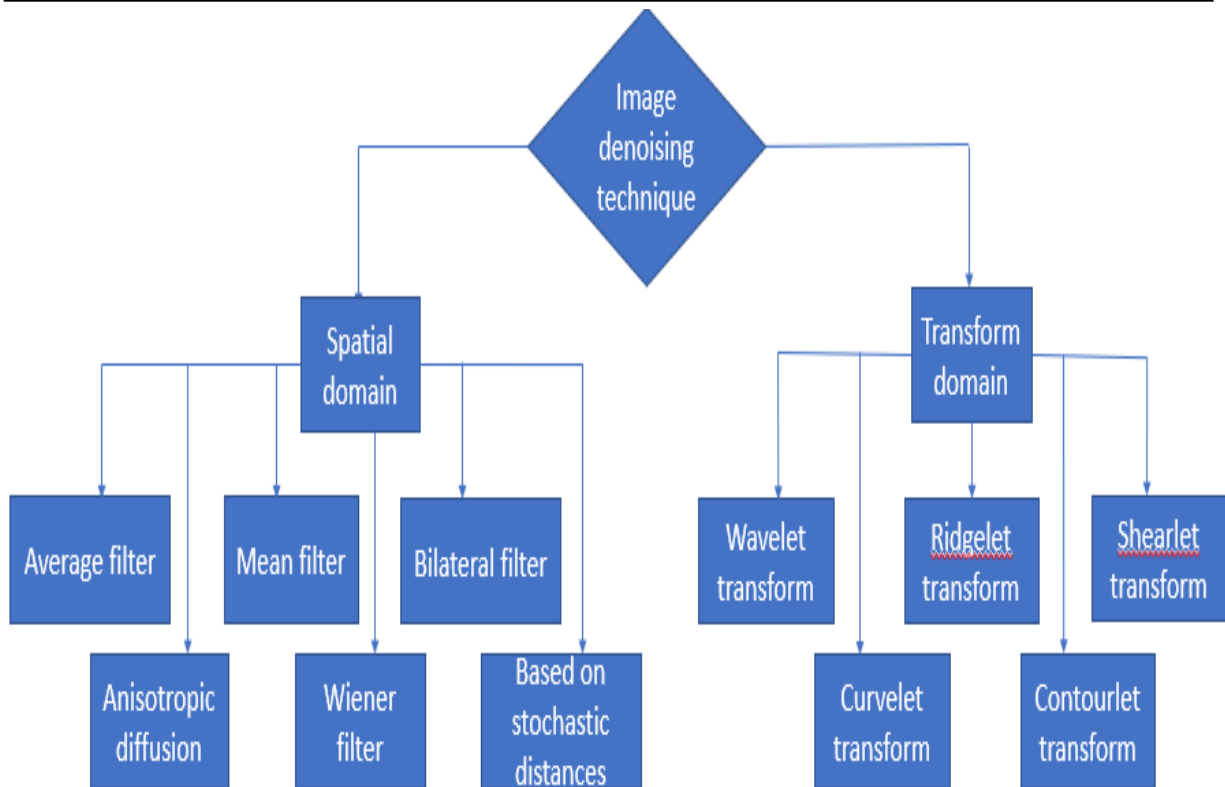 Image
denoising
technique
Spatial
domain
Transform
domain
Average filter
Mean filter
Bilateral filter
Anisotropic
diffusion
Wiener
filter
Based on
stochastic
distances
Wavelet
transform
Ridgelet
transform
Shearlet
transform
Curvelet
transform
Contourlet
transform